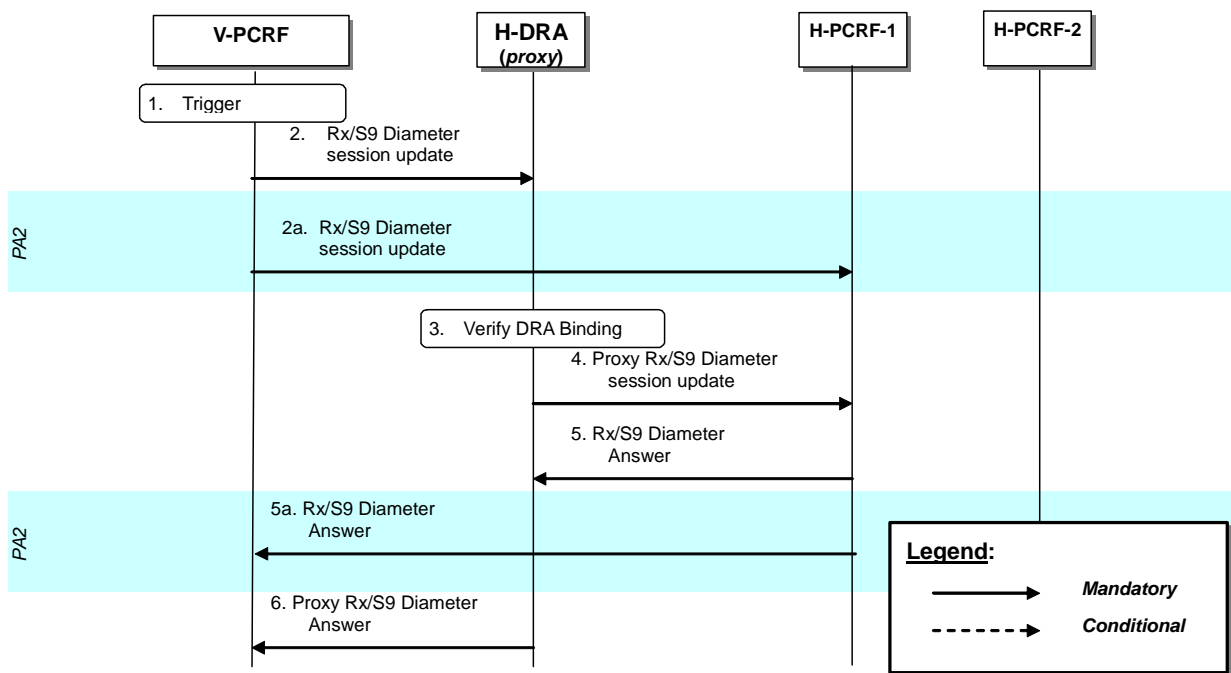 V-PCRF
H-DRA
(proxy)
H-PCRF-1
H-PCRF-2
1. Trigger
2. Rx/S9 Diameter
session update
PA2
2a. Rx/S9 Diameter
session update
3. Verify DRA Binding
4. Proxy Rx/S9 Diameter
session update
5. Rx/S9 Diameter
Answer
PA2
5a. Rx/S9 Diameter
Answer
6. Proxy Rx/S9 Diameter
Answer
Legend:
Mandatory
Conditional